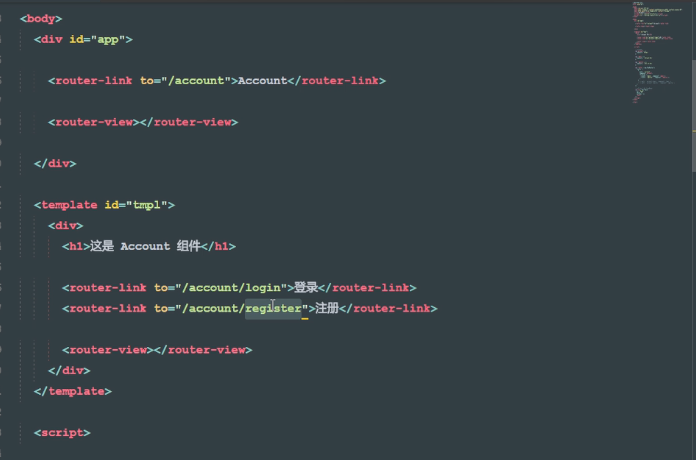 <body>
<div id="app">
<router-link to="/account">Account</router-link>
<router-view></router-view>
</div>
<template id="tmpl">
<div>
<h1>这是 Account 组件</h1>
<router-link to="/account/login">登录</router-link>
<router-link to="/account/register">注册</router-link>
<router-view></router-view>
</div>
</template>
<script>